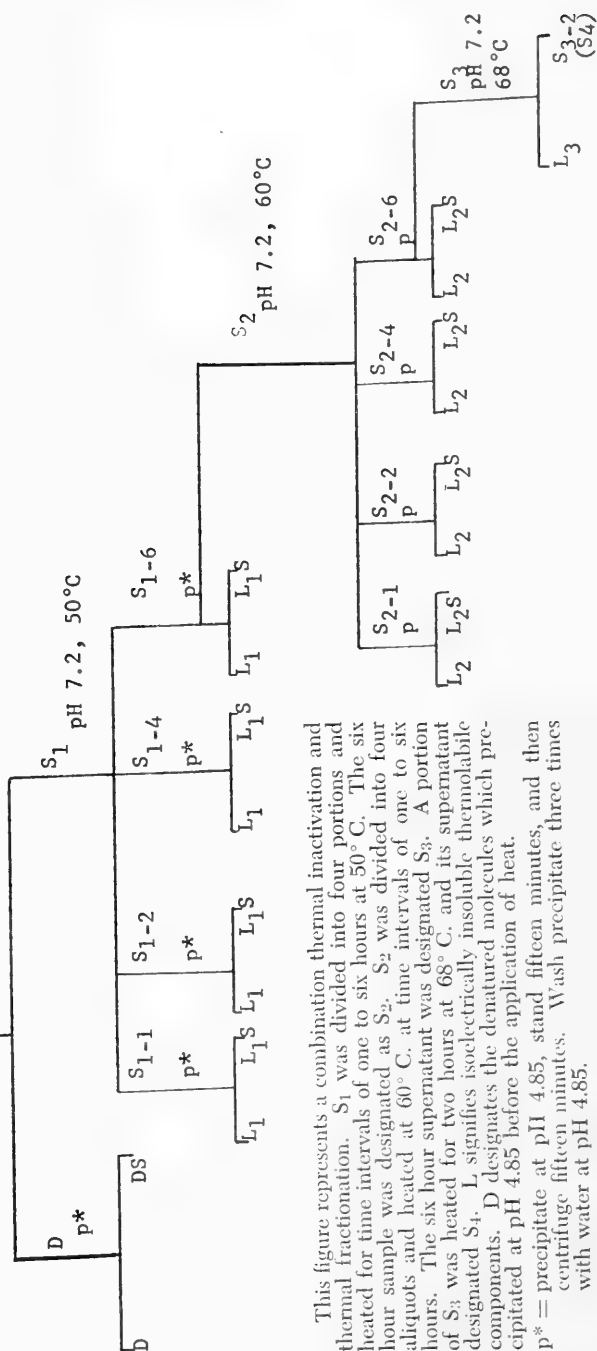 D
p*
D
DS
S1 pH 7.2, 50°C
S1-1
p*
L1
L1S
S1-2
p*
L1
L1S
S1-4
p*
L1
L1S
S1-6
p*
L1
L1S
S2
pH 7.2, 60°C
S2-1
p
L2
L2S
S2-2
p
L2
L2S
S2-4
p
L2
L2S
S2-6
p
L2
L2S
S3
pH 7.2
68°C
L3
S3-2
(S4)
This figure represents a combination thermal inactivation and
thermal fractionation. S1 was divided into four portions and
heated for time intervals of one to six hours at 50° C. The six
hour sample was designated as S2. S2 was divided into four
aliquots and heated at 60° C. at time intervals of one to six
hours. The six hour supernatant was designated S3. A portion
of S3 was heated for two hours at 68° C. and its supernatant
designated S4. L signifies isoelectrically insoluble thermolabile
components. D designates the denatured molecules which pre-
cipitated at pH 4.85 before the application of heat.
p* = precipitate at pH 4.85, stand fifteen minutes, and then
centrifuge fifteen minutes. Wash precipitate three times
with water at pH 4.85.